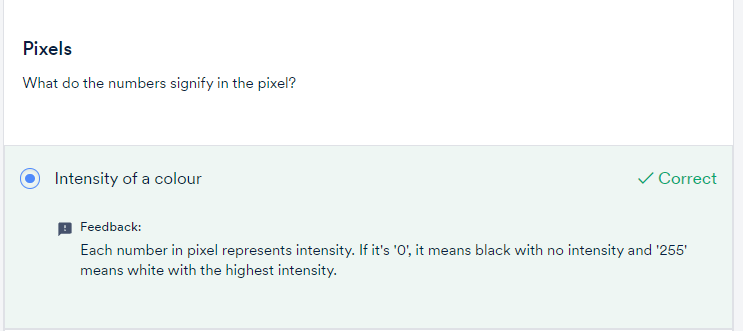 Pixels
What do the numbers signify in the pixel?
Intensity of a colour
Correct
Feedback:
Each number in pixel represents intensity. If it's '0', it means black with no intensity and '255'
means white with the highest intensity.